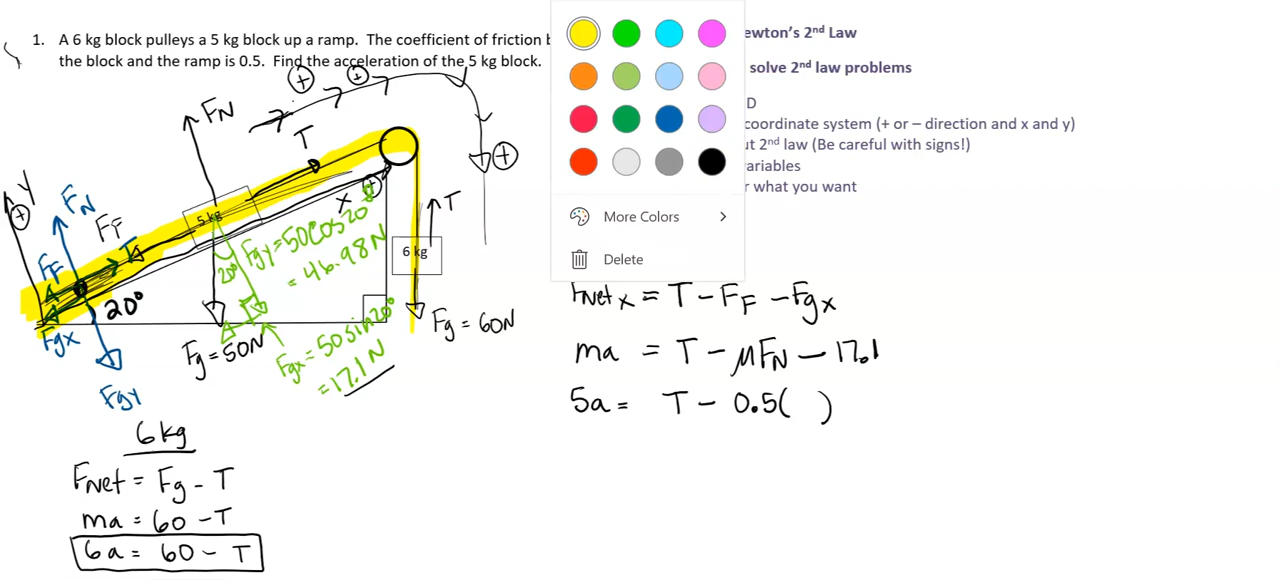 1. A 6 kg block pulleys a 5 kg block up a ramp. The coefficient of friction b
the block and the ramp is 0.5. Find the acceleration of the 5 kg block.
ewton's 2nd Law
solve 2nd law problems
D
coordinate system (+ or – direction and x and y)
ut 2nd law (Be careful with signs!)
ariables
r what you want
More Colors
Delete
+ +
FN
T
+
y
+
FN
FF
T
FF
5 kg
x
+
T
6 kg
20°
Fgy = 50cos20°
= 46.98N
20°
Fgx
Fgy
Fg = 50N
Fgx = 50sin20°
= 17.1N
Fg = 60N
6kg
Fnet = Fg - T
ma = 60 - T
6a = 60 - T
Fnet x = T - FF - Fgx
ma = T - μFN - 17.1
5a = T - 0.5( )